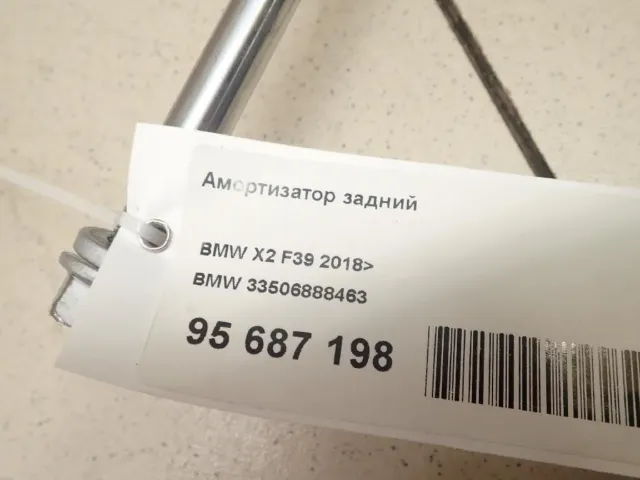 Амортизатор задний
BMW X2 F39 2018>
BMW 33506888463
95 687 198